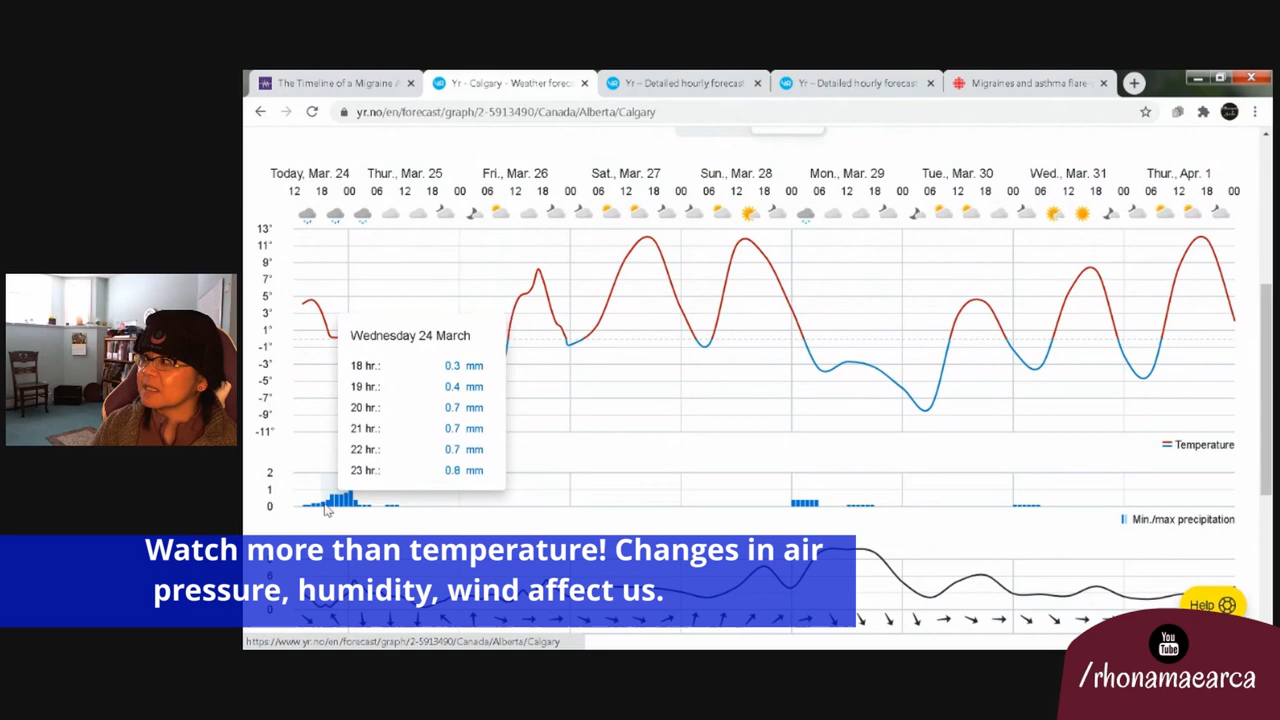 The Timeline of a Migraine A
Yr – Calgary - Weather forec
Yr – Detailed hourly forecast
Yr – Detailed hourly forecast
Migraines and asthma flare
yr.no/en/forecast/graph/2-5913490/Canada/Alberta/Calgary
Today, Mar. 24 Thur., Mar. 25 Fri., Mar. 26 Sat., Mar. 27 Sun., Mar. 28 Mon., Mar. 29 Tue., Mar. 30 Wed., Mar. 31 Thur., Apr. 1
12 18 00 06 12 18 00 06 12 18 00 06 12 18 00 06 12 18 00 06 12 18 00 06 12 18 00 06 12 18 00 06 12 18 00
13°
11°
9°
7°
5°
3°
1°
-1°
-3°
-5°
-7°
-9°
-11°
Wednesday 24 March
18 hr.: 0.3 mm
19 hr.: 0.4 mm
20 hr.: 0.7 mm
21 hr.: 0.7 mm
22 hr.: 0.7 mm
23 hr.: 0.8 mm
Temperature
2
1
0
Min./max precipitation
Watch more than temperature! Changes in air
pressure, humidity, wind affect us.
6
0
Help
https://www.yr.no/en/forecast/graph/2-5913490/Canada/Alberta/Calgary
You
Tube
/rhonamaearca